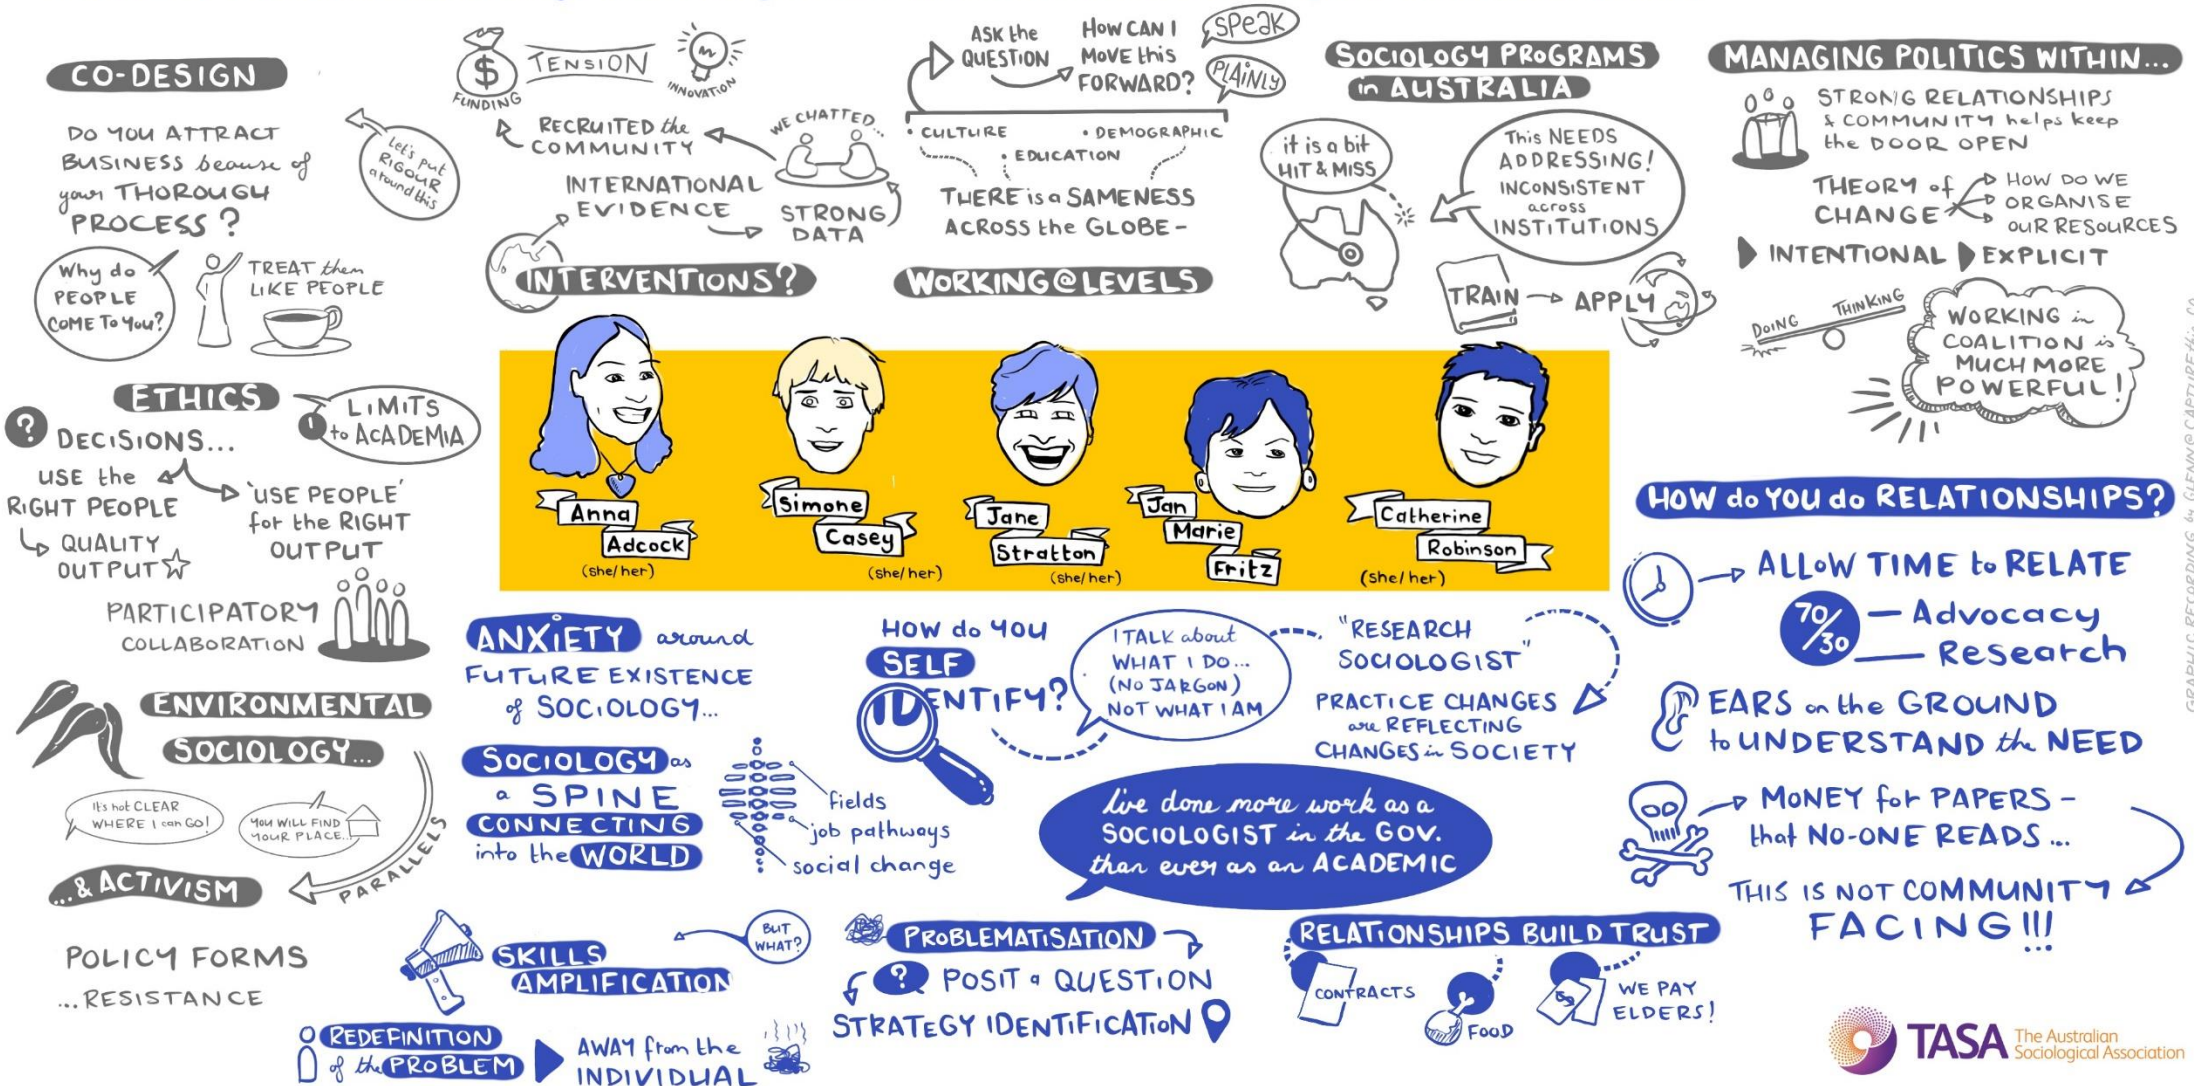 CO-DESIGN
DO YOU ATTRACT
BUSINESS because of
your THOROUGH
PROCESS?
Let's put
RIGOUR
around this
Why do
PEOPLE
COME TO You?
TREAT them
LIKE PEOPLE
$
FUNDING
TENSION
INNOVATION
RECRUITED the
COMMUNITY
WE CHATTED...
INTERNATIONAL
EVIDENCE
STRONG
DATA
INTERVENTIONS?
ASK the
QUESTION
HOW CAN I
MOVE this
FORWARD?
SPEAK
PLAINLY
• CULTURE
• EDUCATION
• DEMOGRAPHIC
THERE is a SAMENESS
ACROSS the GLOBE-
WORKING@LEVELS
SOCIOLOGY PROGRAMS
in AUSTRALIA
it is a bit
HIT & MISS
This NEEDS
ADDRESSING!
INCONSISTENT
across
INSTITUTIONS
TRAIN
APPLY
MANAGING POLITICS WITHIN...
STRONG RELATIONSHIPS
& COMMUNITY helps keep
the DOOR OPEN
THEORY of
CHANGE
HOW DO WE
ORGANISE
OUR RESOURCES
INTENTIONAL
EXPLICIT
DOING
THINKING
WORKING in
COALITION is
MUCH MORE
POWERFUL!
ETHICS
LIMITS
to ACADEMIA
?
DECISIONS...
USE the
RIGHT PEOPLE
QUALITY
OUTPUT
'USE PEOPLE'
for the RIGHT
OUTPUT
PARTICIPATORY
COLLABORATION
ENVIRONMENTAL
SOCIOLOGY...
It's not CLEAR
WHERE I can GO!
YOU WILL FIND
YOUR PLACE...
PARALLELS
...& ACTIVISM
POLICY FORMS
...RESISTANCE
Anna
Adcock
(she/her)
Simone
Casey
(she/her)
Jane
Stratton
(she/her)
Jan
Marie
Fritz
Catherine
Robinson
(she/her)
ANXIETY around
FUTURE EXISTENCE
of SOCIOLOGY...
SOCIOLOGY as
a SPINE
CONNECTING
into the WORLD
fields
job pathways
social change
HOW do YOU
SELF
IDENTIFY?
I TALK about
WHAT I DO...
(NO JARGON)
NOT WHAT I AM
"RESEARCH
SOCIOLOGIST"
PRACTICE CHANGES
are REFLECTING
CHANGES in SOCIETY
I've done more work as a
SOCIOLOGIST in the GOV.
than ever as an ACADEMIC
SKILLS
AMPLIFICATION
BUT
WHAT?
REDEFINITION
of the PROBLEM
AWAY from the
INDIVIDUAL
PROBLEMATISATION
?
POSIT a QUESTION
STRATEGY IDENTIFICATION
RELATIONSHIPS BUILD TRUST
CONTRACTS
FOOD
WE PAY
ELDERS!
HOW do YOU do RELATIONSHIPS?
ALLOW TIME to RELATE
70/30
Advocacy
Research
EARS on the GROUND
to UNDERSTAND the NEED
MONEY for PAPERS -
that NO-ONE READS...
THIS IS NOT COMMUNITY
FACING!!!
GRAPHIC RECORDING by GLENN@CAPTUREthis.Co
TASA
The Australian
Sociological Association